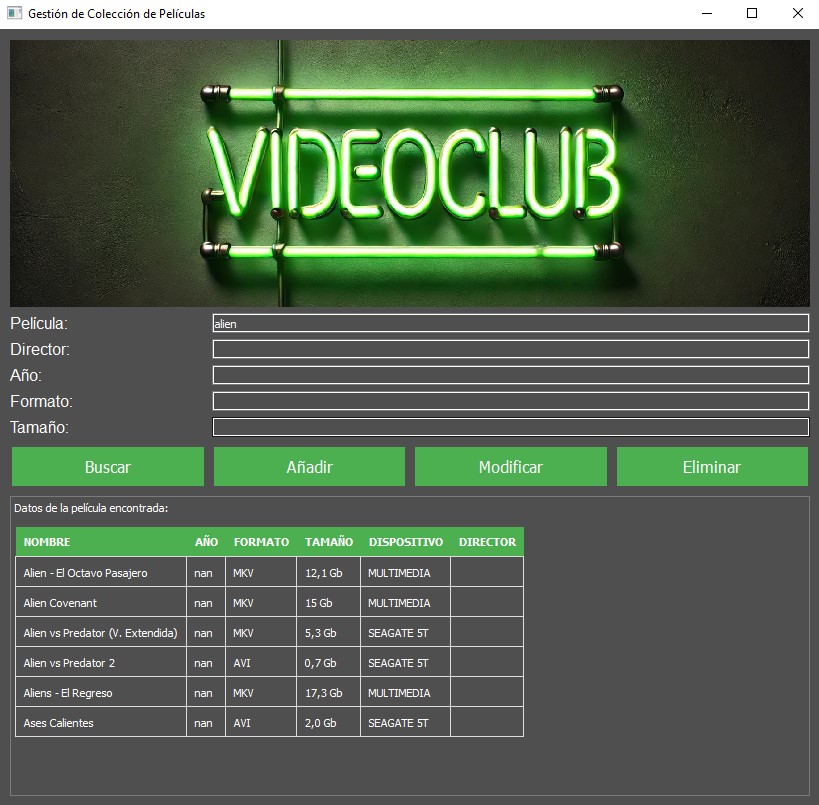 Gestión de Colección de Películas
VIDEOCLUB
Película: alien
Director:
Año:
Formato:
Tamaño:
Buscar Añadir Modificar Eliminar
Datos de la película encontrada:
NOMBRE AÑO FORMATO TAMAÑO DISPOSITIVO DIRECTOR
Alien - El Octavo Pasajero nan MKV 12,1 Gb MULTIMEDIA
Alien Covenant nan MKV 15 Gb MULTIMEDIA
Alien vs Predator (V. Extendida) nan MKV 5,3 Gb SEAGATE 5T
Alien vs Predator 2 nan AVI 0,7 Gb SEAGATE 5T
Aliens - El Regreso nan MKV 17,3 Gb MULTIMEDIA
Ases Calientes nan AVI 2,0 Gb SEAGATE 5T